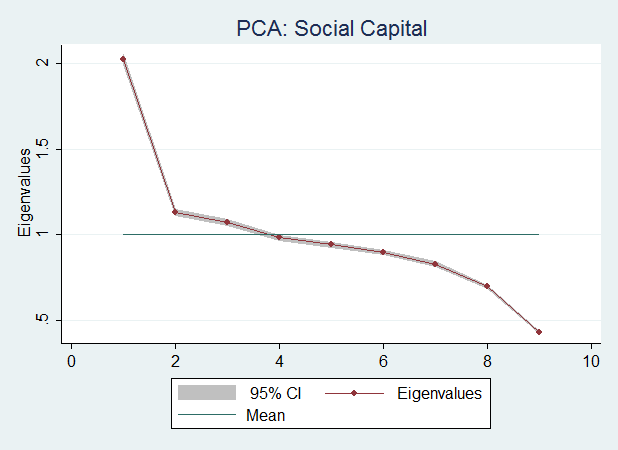 PCA: Social Capital
Eigenvalues
2
1.5
1
.5
0 2 4 6 8 10
95% CI Eigenvalues
Mean